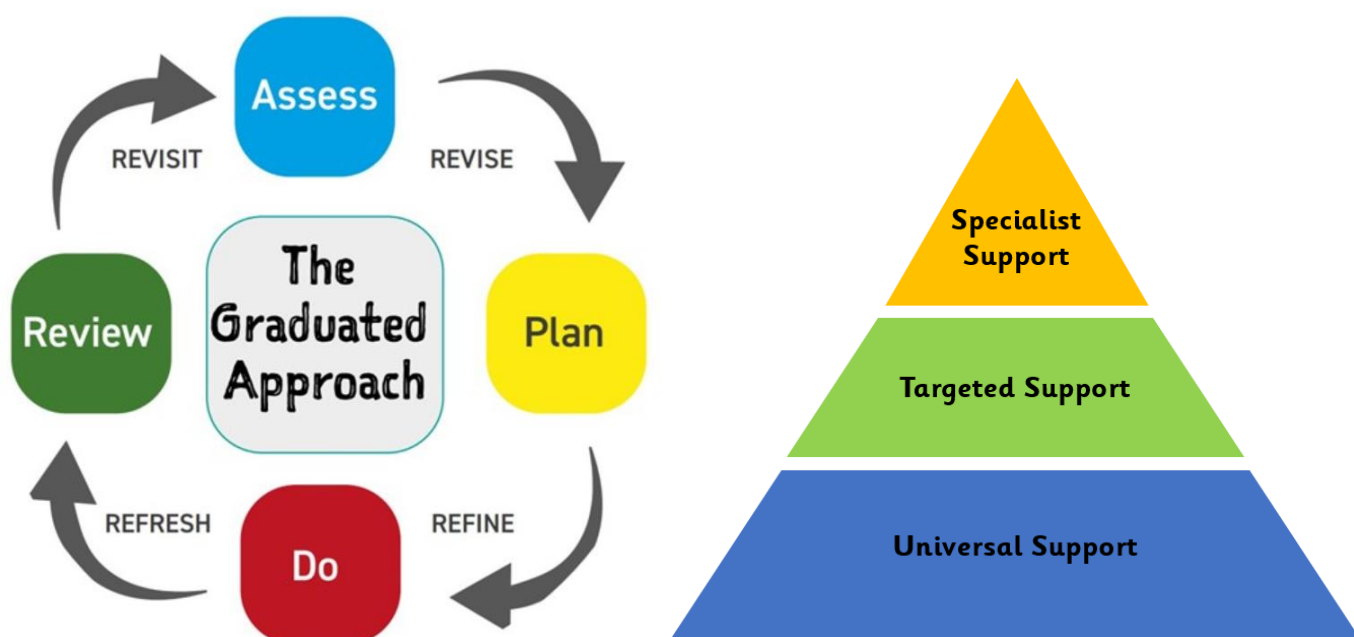 Assess
REVISIT
REVISE
The
Graduated
Approach
Review
Plan
REFRESH
REFINE
Do
Specialist
Support
Targeted Support
Universal Support